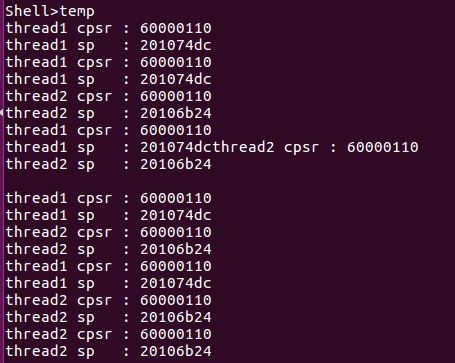 Shell>temp
thread1 cpsr : 60000110
thread1 sp   : 201074dc
thread1 cpsr : 60000110
thread1 sp   : 201074dc
thread2 cpsr : 60000110
thread2 sp   : 20106b24
thread1 cpsr : 60000110
thread1 sp   : 201074dcthread2 cpsr : 60000110
thread2 sp   : 20106b24

thread1 cpsr : 60000110
thread1 sp   : 201074dc
thread2 cpsr : 60000110
thread2 sp   : 20106b24
thread1 cpsr : 60000110
thread1 sp   : 201074dc
thread2 cpsr : 60000110
thread2 sp   : 20106b24
thread2 cpsr : 60000110
thread2 sp   : 20106b24